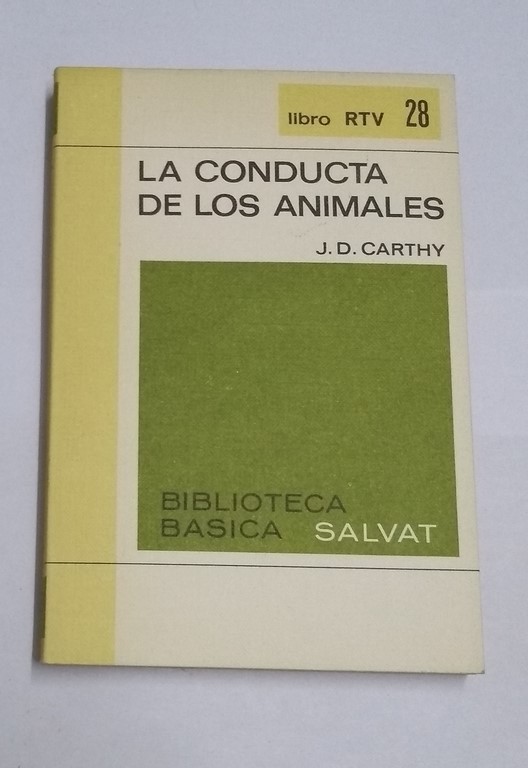 libro RTV 28
LA CONDUCTA
DE LOS ANIMALES
J. D. CARTHY
BIBLIOTECA
BASICA SALVAT